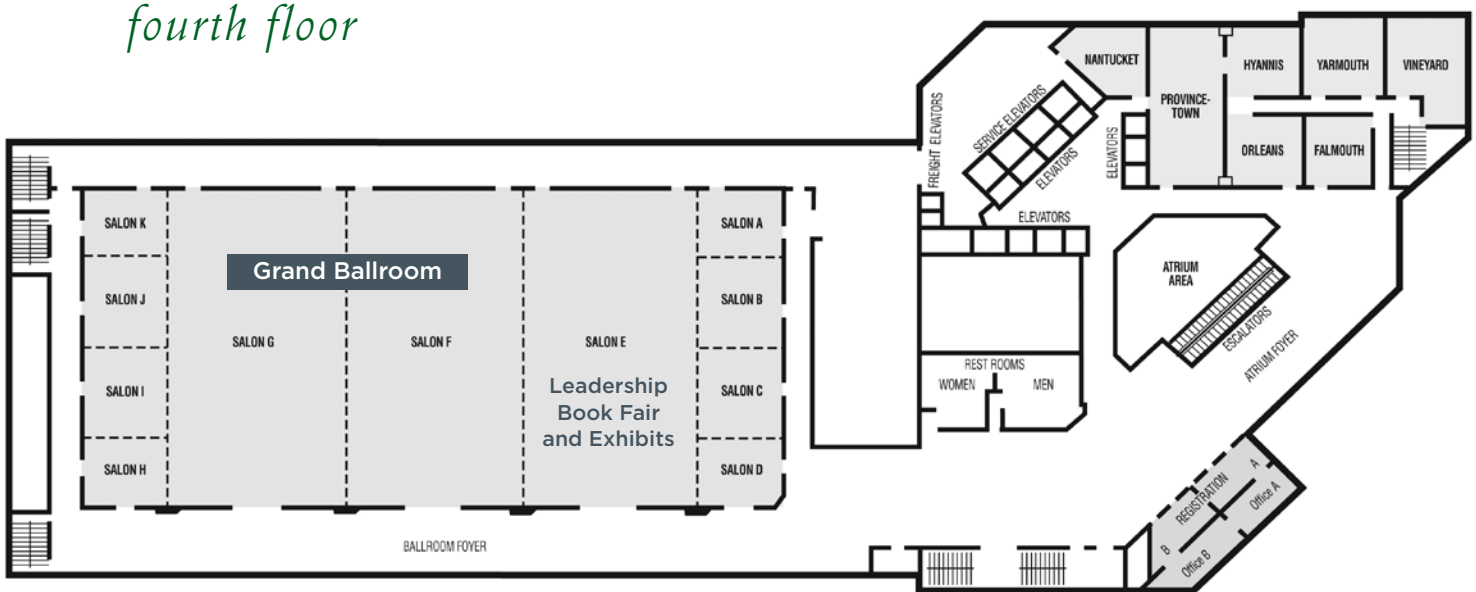 fourth floor
NANTUCKET
HYANNIS
YARMOUTH
VINEYARD
PROVINCE-
TOWN
FREIGHT ELEVATORS
SERVICE ELEVATORS
ELEVATORS
ELEVATORS
ORLEANS
FALMOUTH
SALON K
SALON A
ELEVATORS
Grand Ballroom
ATRIUM
AREA
SALON J
SALON B
SALON G
SALON F
SALON E
ESCALATORS
ATRIUM FOYER
REST ROOMS
WOMEN
MEN
SALON I
Leadership
Book Fair
and Exhibits
SALON C
SALON H
SALON D
REGISTRATION
A
Office A
B
Office B
BALLROOM FOYER